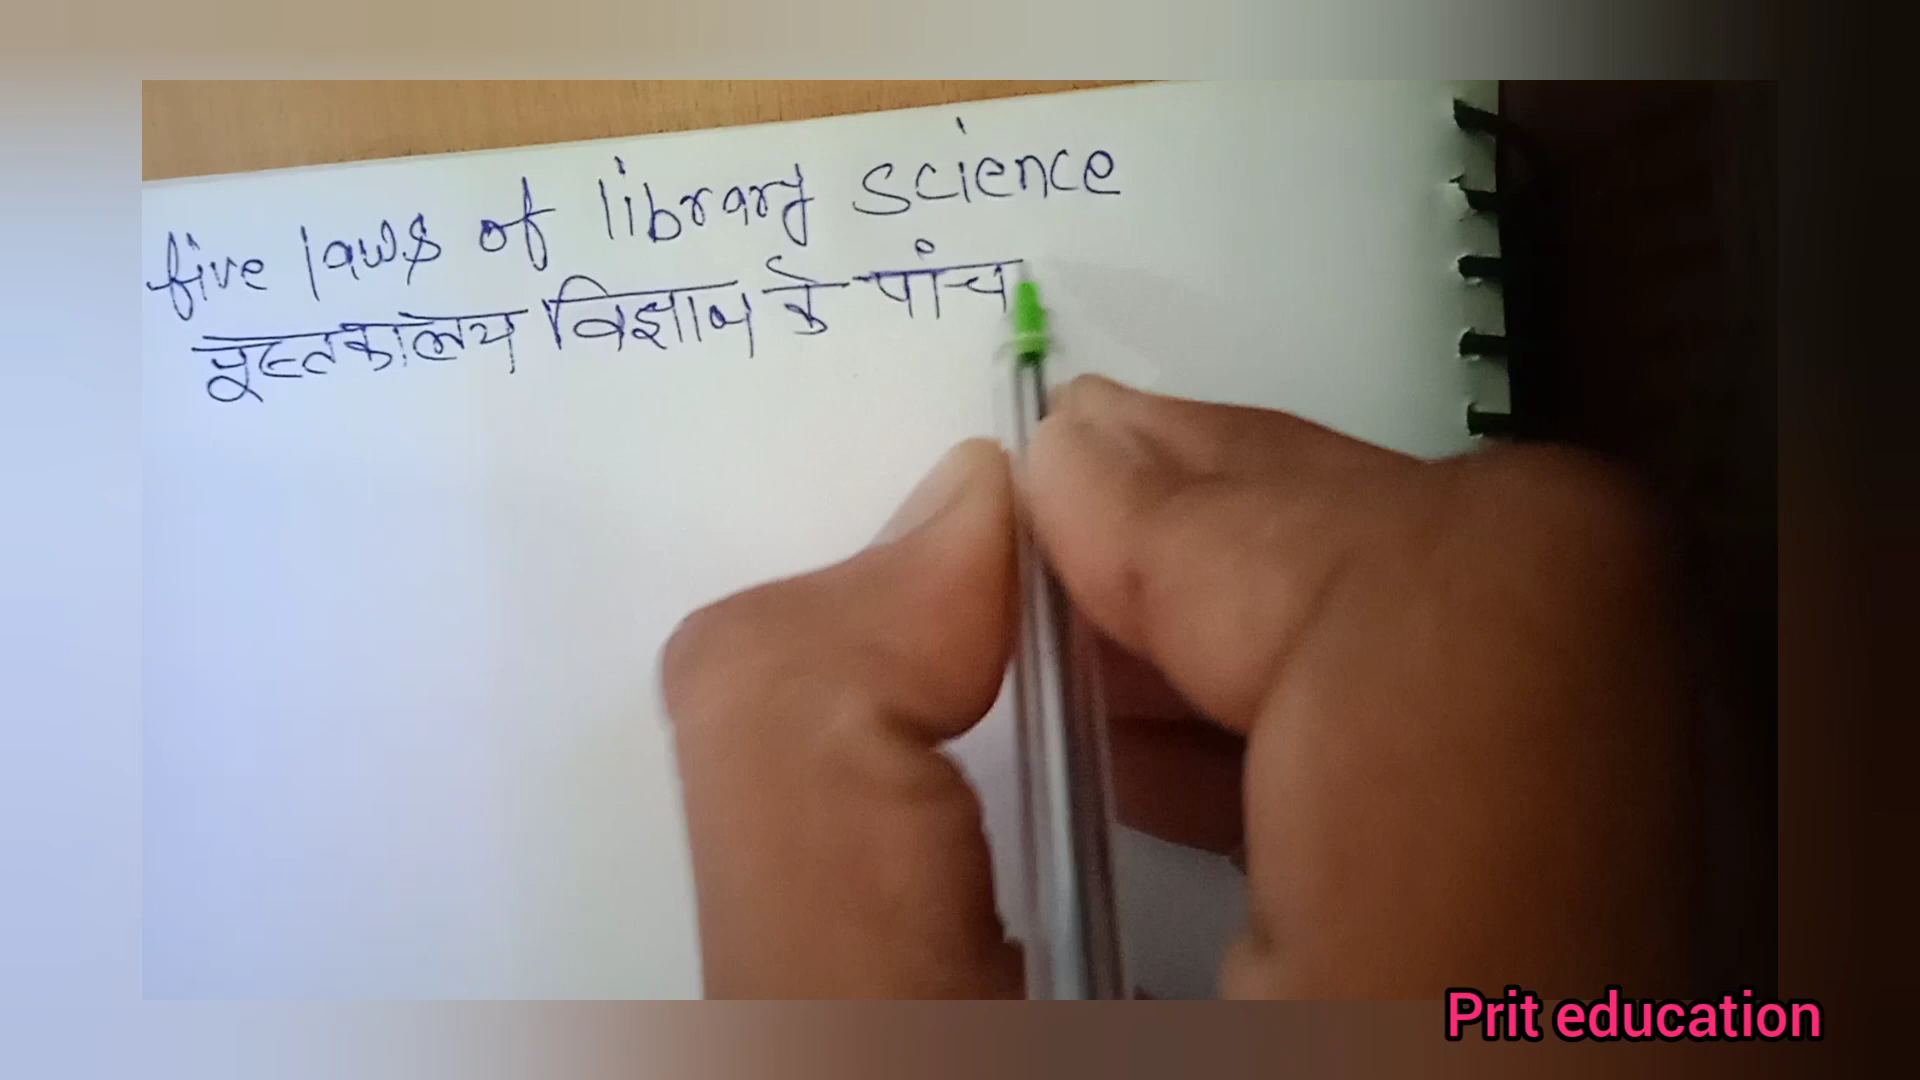 five laws of library science
पूस्तकालय विज्ञान के पांच
Prit education